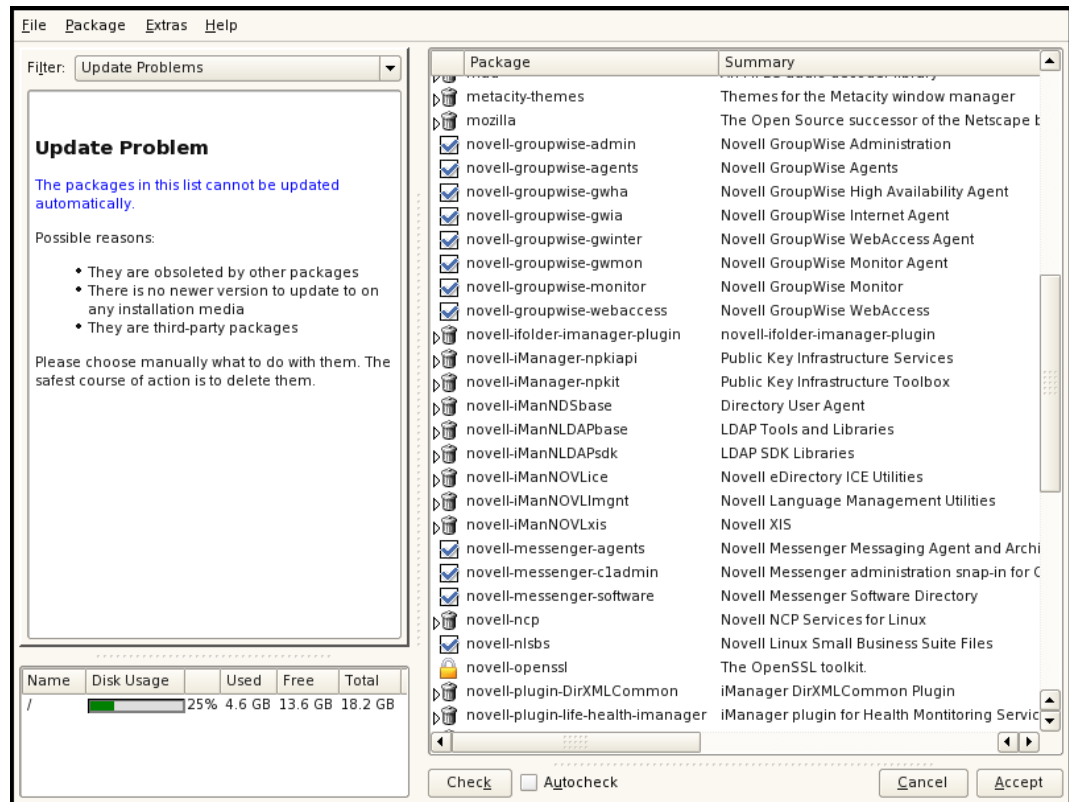 File Package Extras Help
Filter: Update Problems
Update Problem
The packages in this list cannot be updated
automatically.
Possible reasons:
• They are obsoleted by other packages
• There is no newer version to update to on
any installation media
• They are third-party packages
Please choose manually what to do with them. The
safest course of action is to delete them.
Name Disk Usage Used Free Total
/ 25% 4.6 GB 13.6 GB 18.2 GB
Package Summary
metacity-themes Themes for the Metacity window manager
mozilla The Open Source successor of the Netscape
novell-groupwise-admin Novell GroupWise Administration
novell-groupwise-agents Novell GroupWise Agents
novell-groupwise-gwha Novell GroupWise High Availability Agent
novell-groupwise-gwia Novell GroupWise Internet Agent
novell-groupwise-gwinter Novell GroupWise WebAccess Agent
novell-groupwise-gwmon Novell GroupWise Monitor Agent
novell-groupwise-monitor Novell GroupWise Monitor
novell-groupwise-webaccess Novell GroupWise WebAccess
novell-ifolder-imanager-plugin novell-ifolder-imanager-plugin
novell-iManager-npkiapi Public Key Infrastructure Services
novell-iManager-npkit Public Key Infrastructure Toolbox
novell-iManNDSbase Directory User Agent
novell-iManNLDAPbase LDAP Tools and Libraries
novell-iManNLDAPsdk LDAP SDK Libraries
novell-iManNOVLice Novell eDirectory ICE Utilities
novell-iManNOVLlmgnt Novell Language Management Utilities
novell-iManNOVLxis Novell XIS
novell-messenger-agents Novell Messenger Messaging Agent and Archi
novell-messenger-c1admin Novell Messenger administration snap-in for C
novell-messenger-software Novell Messenger Software Directory
novell-ncp Novell NCP Services for Linux
novell-nlsbs Novell Linux Small Business Suite Files
novell-openssl The OpenSSL toolkit.
novell-plugin-DirXMLCommon iManager DirXMLCommon Plugin
novell-plugin-life-health-imanager iManager plugin for Health Montitoring Servic
Check Autocheck Cancel Accept